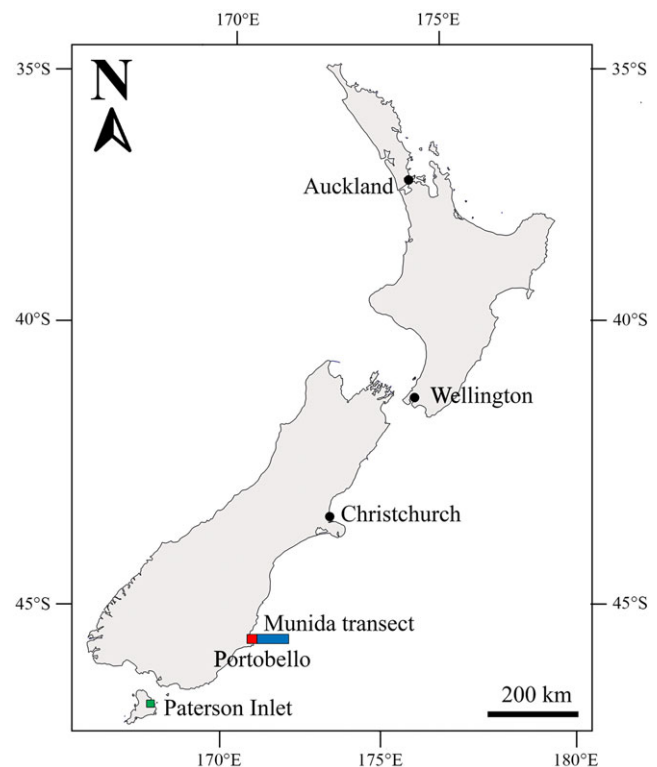 170°E 175°E
35°S 35°S
N
Auckland
40°S 40°S
Wellington
Christchurch
45°S 45°S
Munida transect
Portobello
Paterson Inlet
200 km
170°E 175°E 180°E